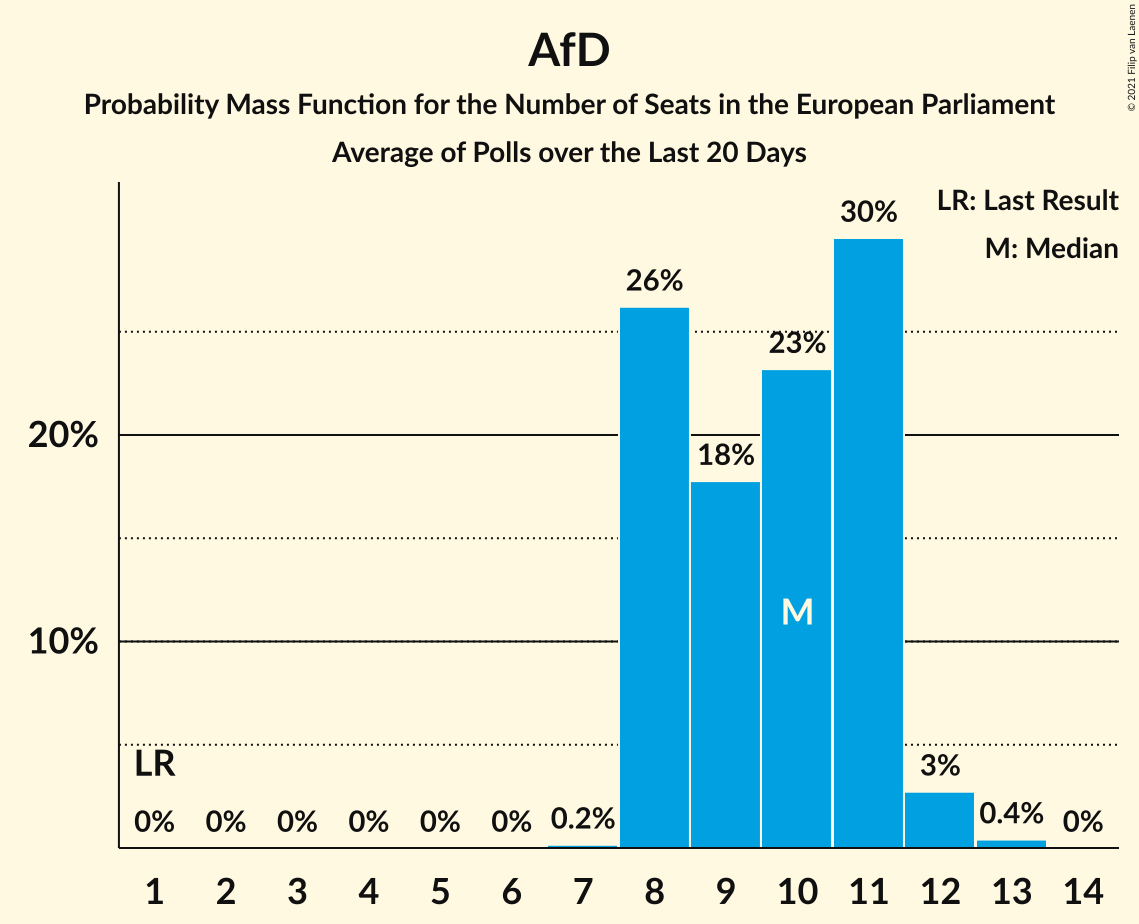 AfD
Probability Mass Function for the Number of Seats in the European Parliament
Average of Polls over the Last 20 Days
© 2021 Filip van Laenen
LR: Last Result
M: Median
30%
26%
23%
20%
18%
M
10%
LR
3%
0% 0% 0% 0% 0% 0% 0.2% 0.4% 0%
1 2 3 4 5 6 7 8 9 10 11 12 13 14